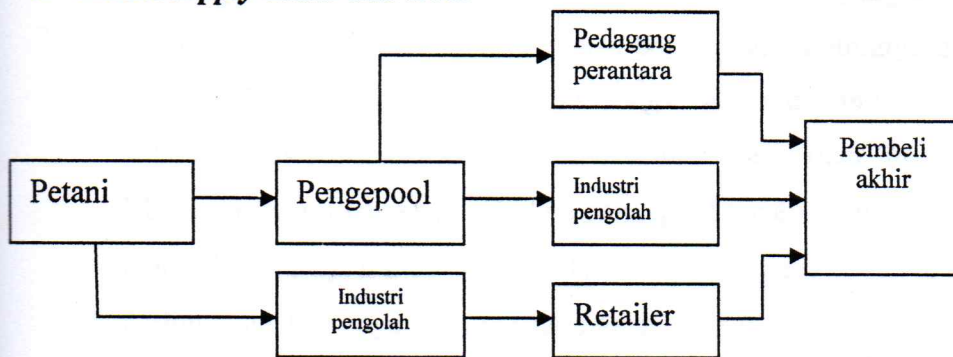 Pedagang
perantara
Pembeli
akhir
Petani
Pengepool
Industri
pengolah
Industri
pengolah
Retailer